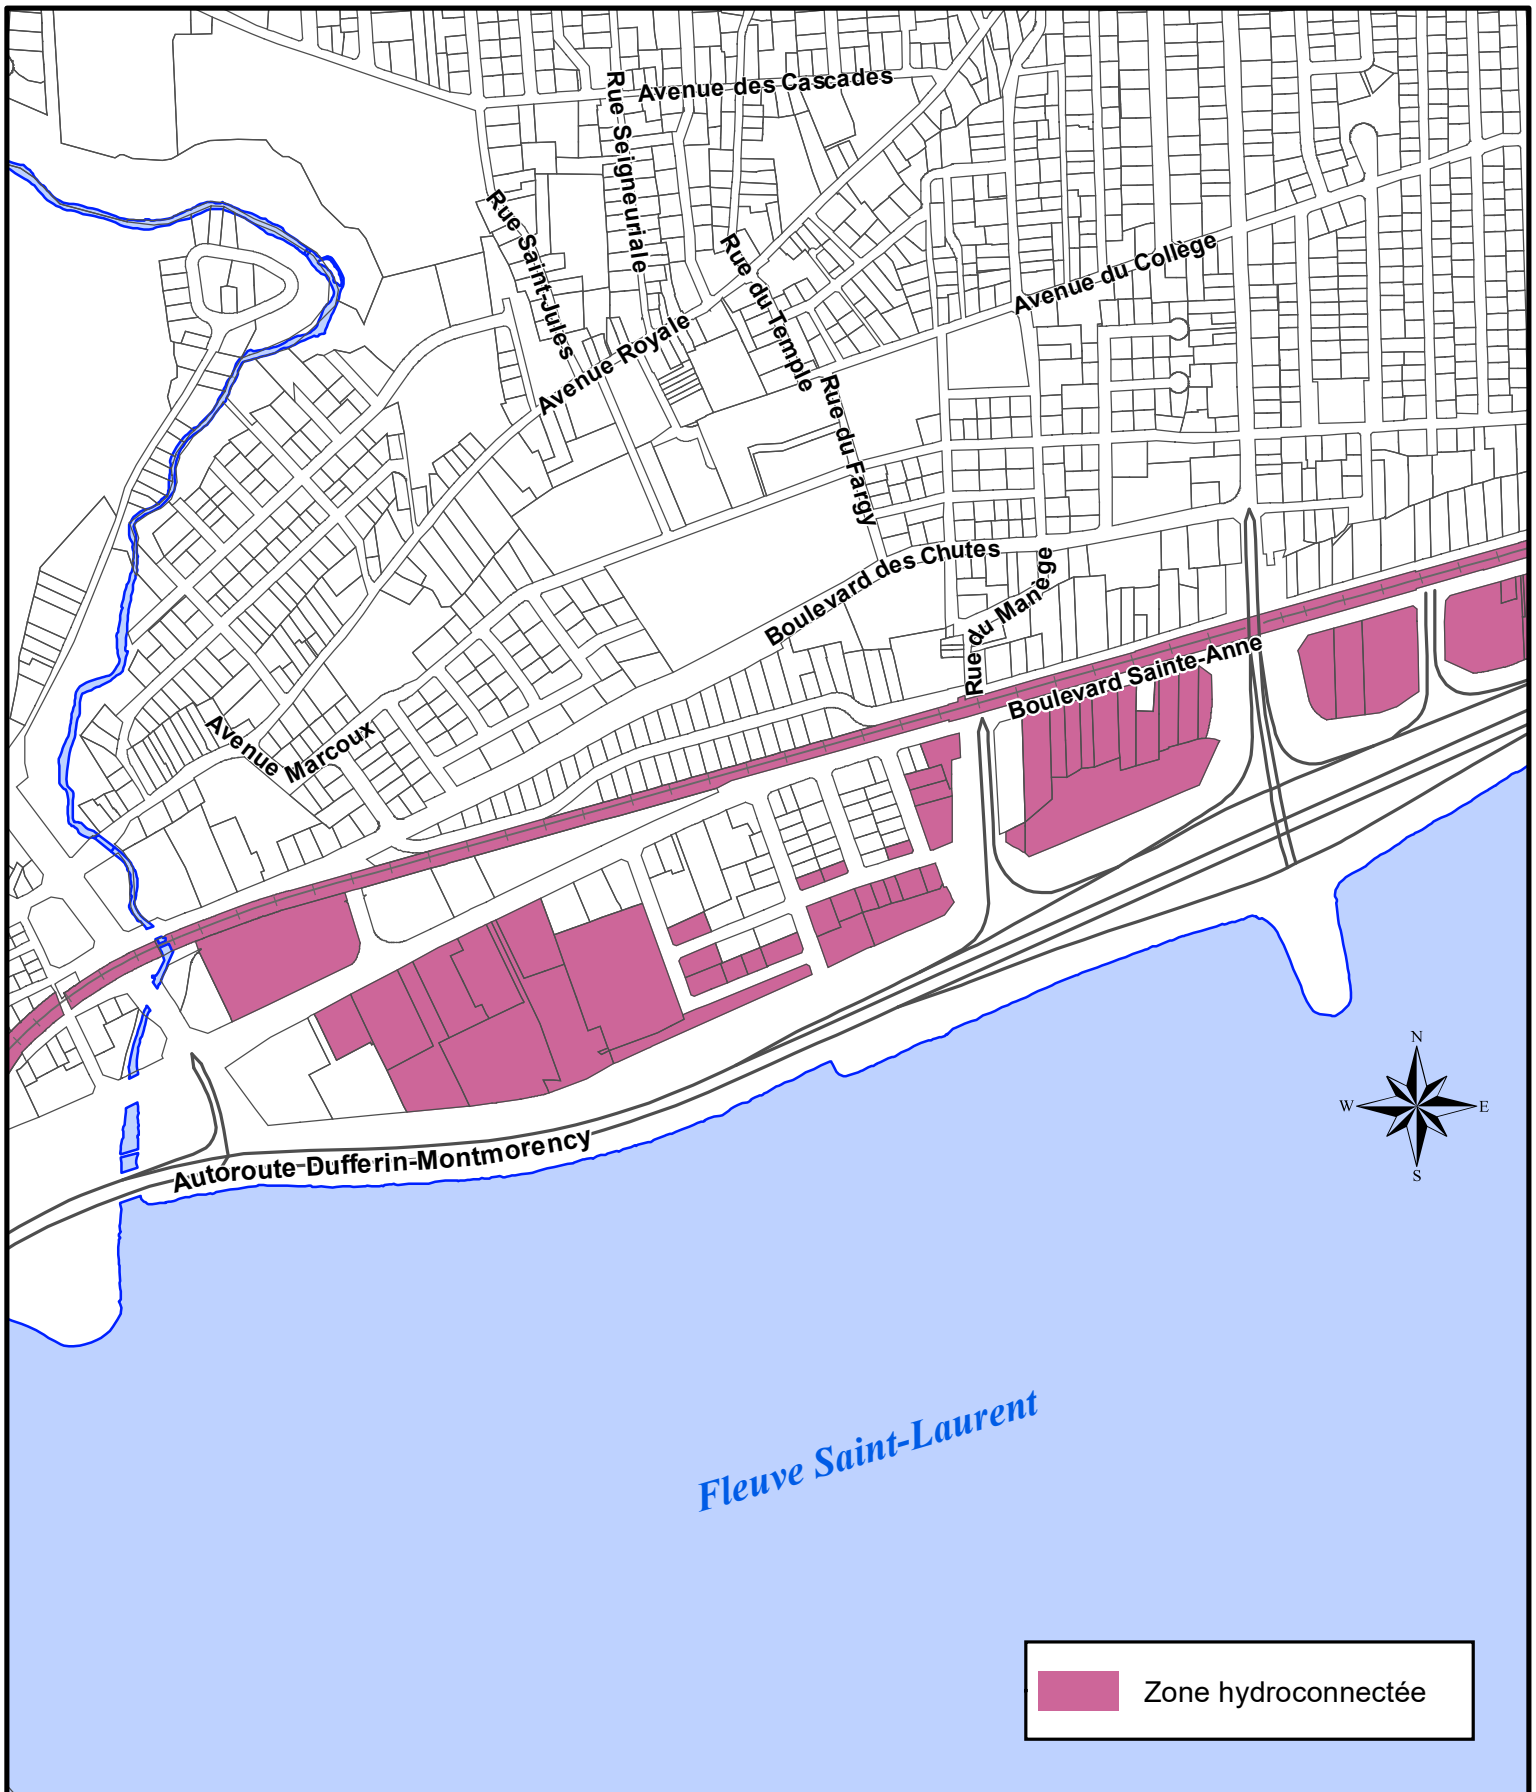 Avenue des Cascades
Rue Seigneuriale
Rue Saint-Jules
Rue du Temple
Avenue du Collège
Avenue Royale
Rue du Fargy
Boulevard des Chutes
Rue du Manège
Boulevard Sainte-Anne
Avenue Marcoux
N
W
E
S
Autoroute Dufferin-Montmorency
Fleuve Saint-Laurent
Zone hydroconnectée